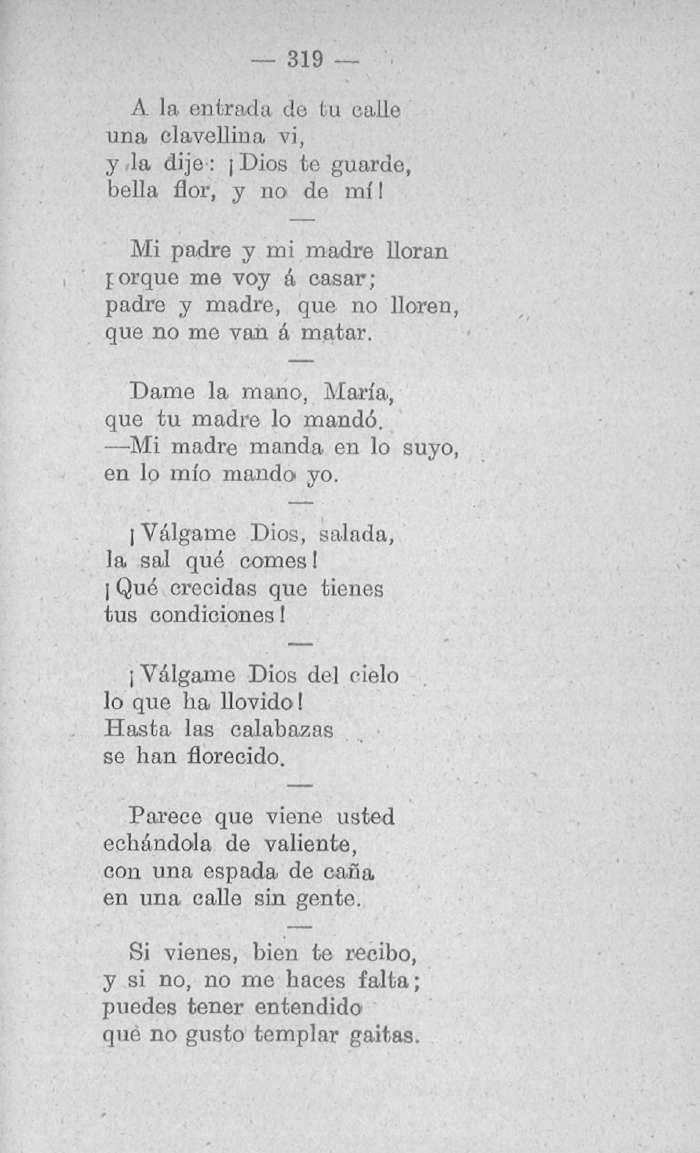 — 319 —
A la entrada de tu calle
una clavellina vi,
y la dije: ¡Dios te guarde,
bella flor, y no de mí!
—
Mi padre y mi madre lloran
porque me voy á casar;
padre y madre, que no lloren,
que no me van á matar.
—
Dame la mano, María,
que tu madre lo mandó.
—Mi madre manda en lo suyo,
en lo mío mando yo.
—
¡Válgame Dios, salada,
la sal qué comes!
¡Qué crecidas que tienes
tus condiciones!
—
¡Válgame Dios del cielo
lo que ha llovido!
Hasta las calabazas
se han florecido.
—
Parece que viene usted
echándola de valiente,
con una espada de caña
en una calle sin gente.
—
Si vienes, bien te recibo,
y si no, no me haces falta;
puedes tener entendido
que no gusto templar gaitas.